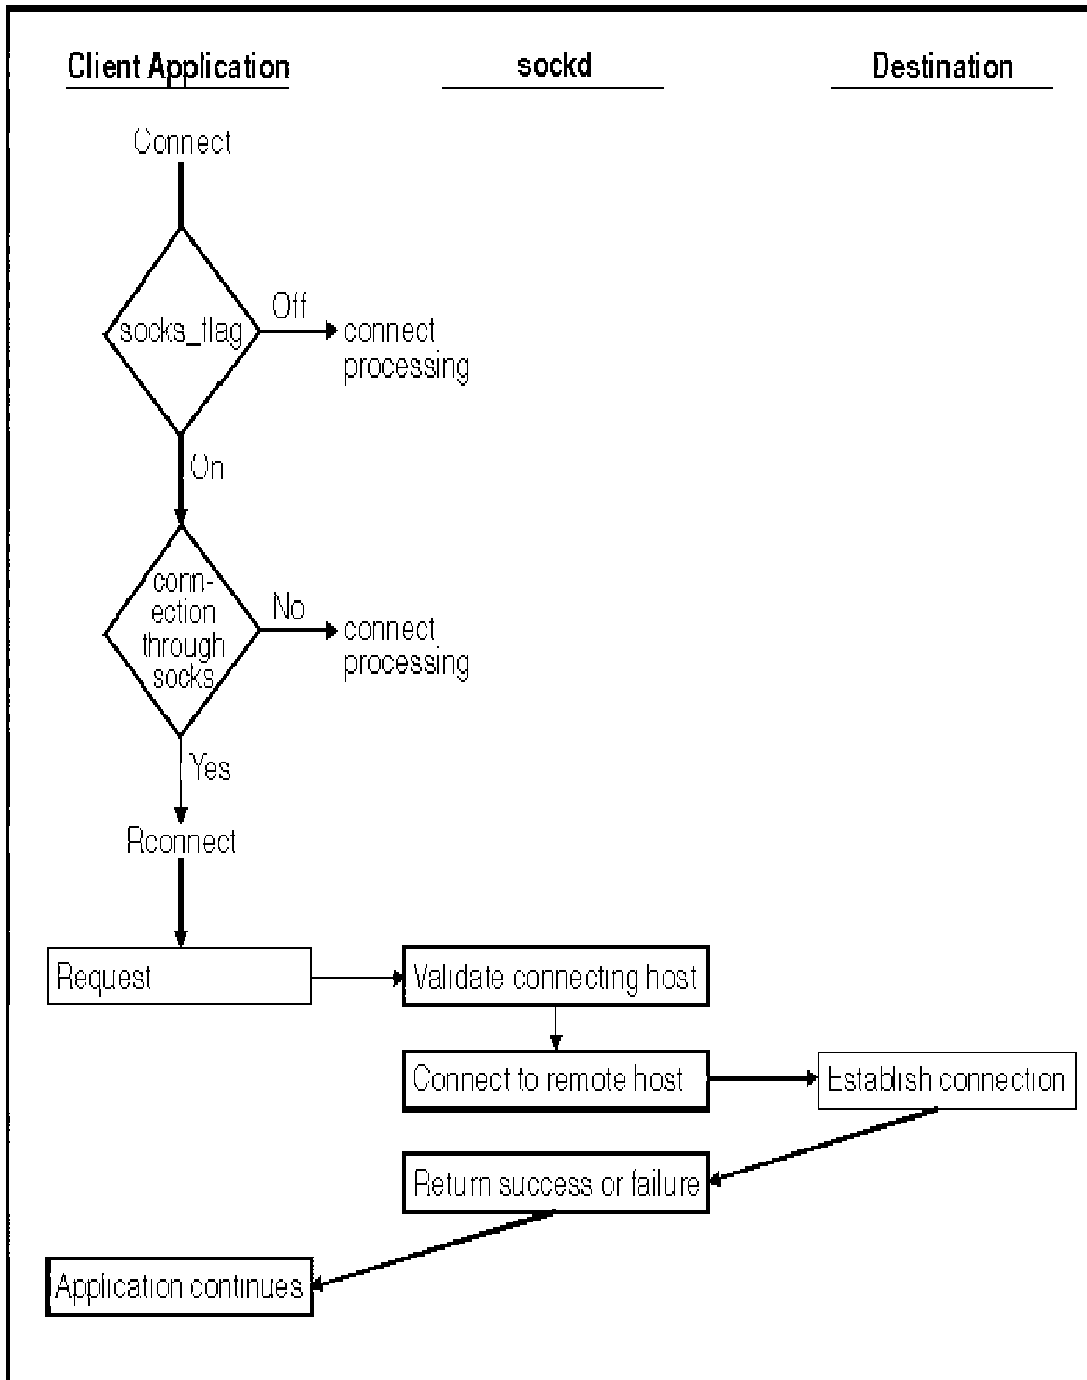 Client Application
sockd
Destination
Connect
socks_flag
Off
connect
processing
On
conn-
ection
through
socks
No
connect
processing
Yes
Rconnect
Request
Validate connecting host
Connect to remote host
Establish connection
Return success or failure
Application continues